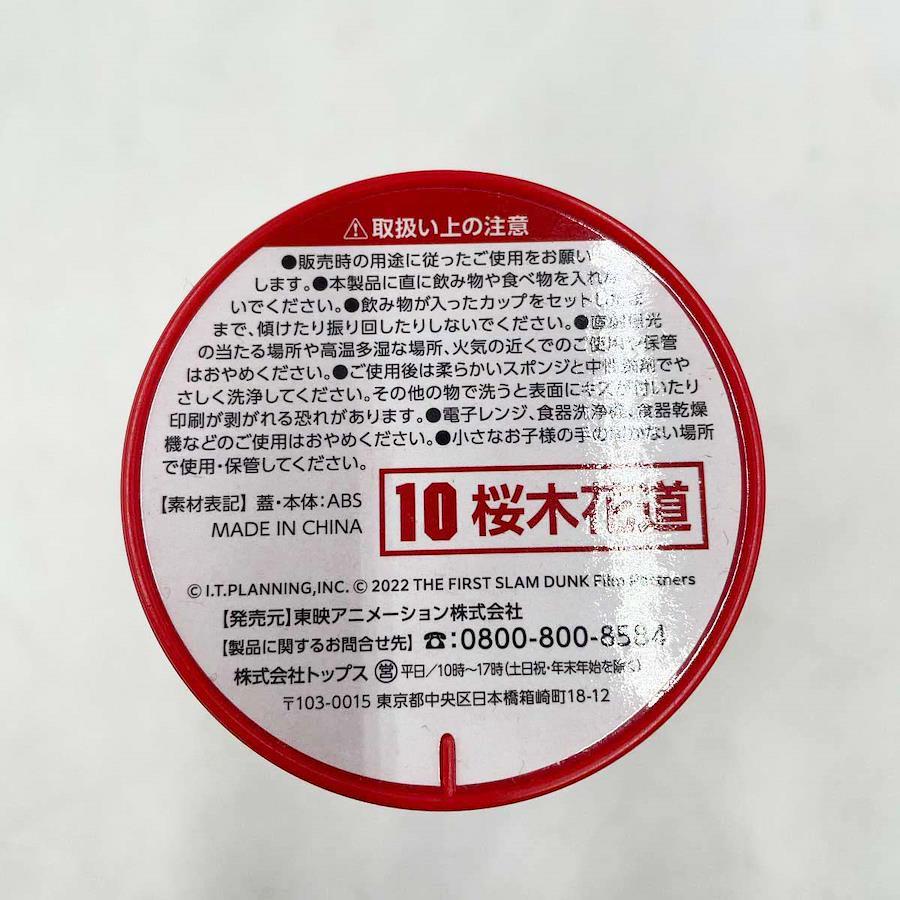 ⚠取扱い上の注意
●販売時の用途に従ったご使用をお願い
します。●本製品に直に飲み物や食べ物を入れな
いでください。●飲み物が入ったカップをセットしたまま
まで、傾けたり振り回したりしないでください。●直射日光
の当たる場所や高温多湿な場所、火気の近くでのご使用や保管
はおやめください。●ご使用後は柔らかいスポンジと中性洗剤でや
さしく洗浄してください。その他の物で洗うと表面にキズが付いたり
印刷が剥がれる恐れがあります。●電子レンジ、食器洗浄機、食器乾燥
機などのご使用はおやめください。●小さなお子様の手の届かない場所
で使用・保管してください。
【素材表記】蓋・本体:ABS
MADE IN CHINA
10 桜木花道
© I.T.PLANNING,INC. © 2022 THE FIRST SLAM DUNK Film Partners
【発売元】東映アニメーション株式会社
【製品に関するお問合せ先】☎:0800-800-8584
株式会社トップス ㊂平日/10時〜17時(土日祝・年末年始を除く)
〒103-0015 東京都中央区日本橋箱崎町18-12